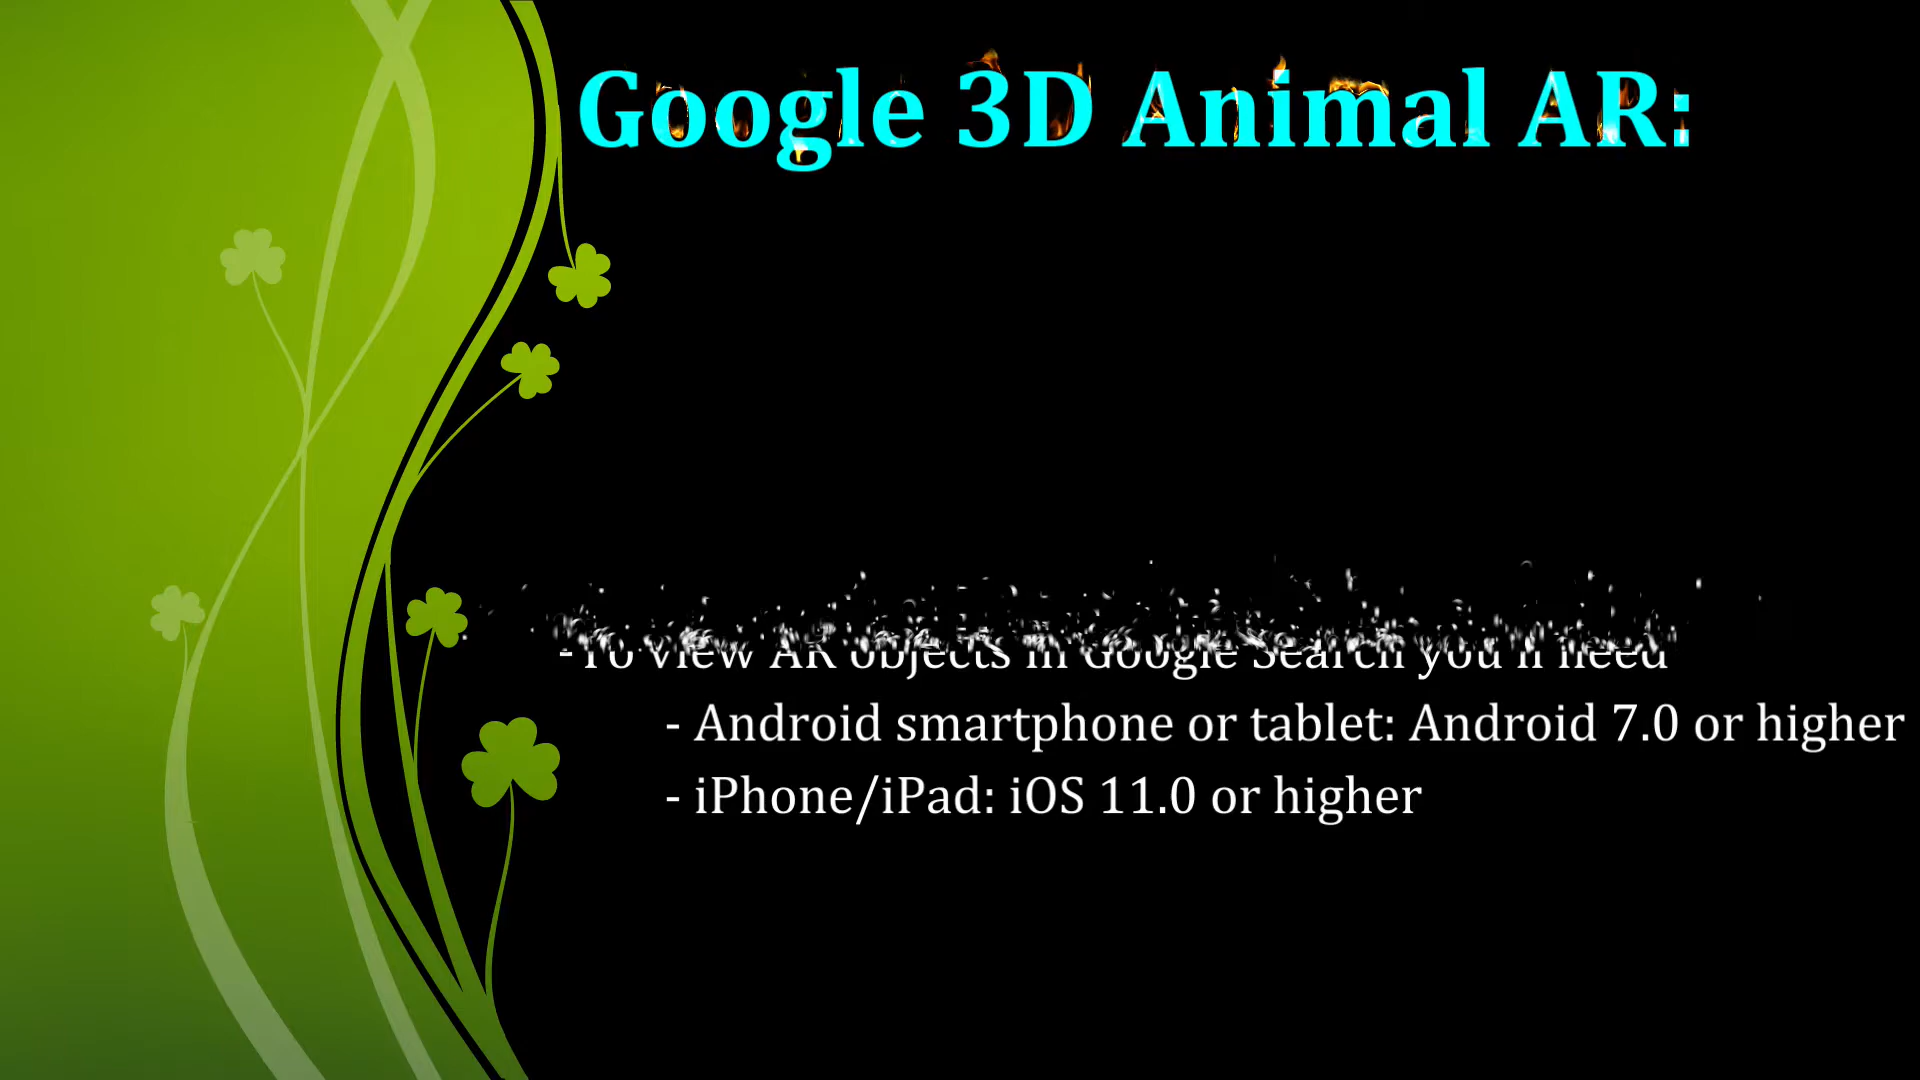 Google 3D Animal AR:
-To view AR objects in Google Search you'll need
- Android smartphone or tablet: Android 7.0 or higher
- iPhone/iPad: iOS 11.0 or higher